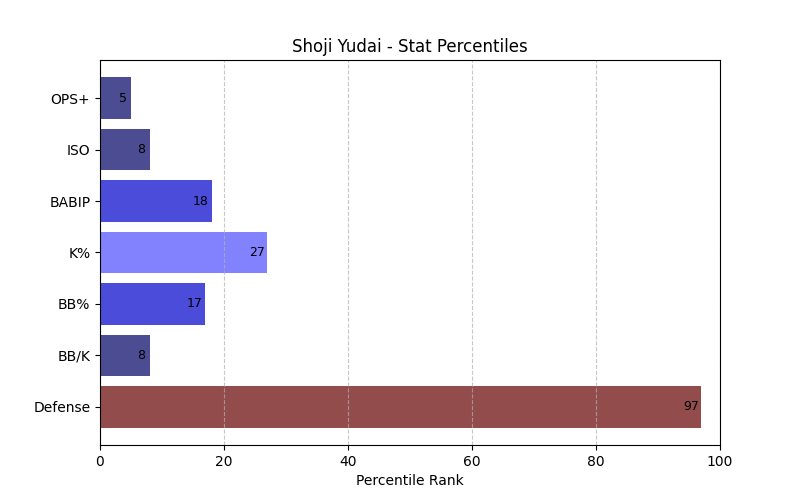 Shoji Yudai - Stat Percentiles
OPS+ 5
ISO 8
BABIP 18
K% 27
BB% 17
BB/K 8
Defense 97
0 20 40 60 80 100
Percentile Rank